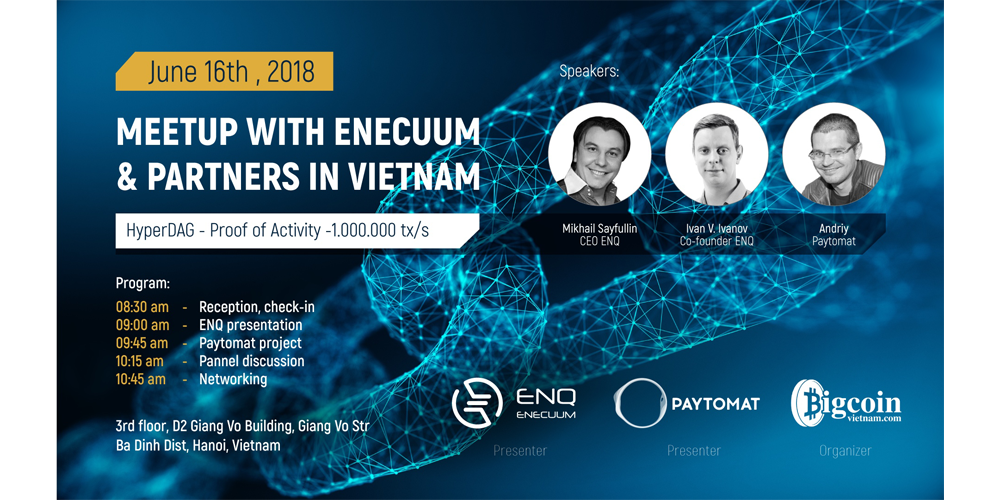 June 16th , 2018
MEETUP WITH ENECUUM
& PARTNERS IN VIETNAM
HyperDAG - Proof of Activity -1.000.000 tx/s
Program:
08:30 am - Reception, check-in
09:00 am - ENQ presentation
09:45 am - Paytomat project
10:15 am - Pannel discussion
10:45 am - Networking
3rd floor, D2 Giang Vo Building, Giang Vo Str
Ba Dinh Dist, Hanoi, Vietnam
Speakers:
Mikhail Sayfullin
CEO ENQ
Ivan V. Ivanov
Co-founder ENQ
Andriy
Paytomat
ENQ
ENECUUM
Presenter
PAYTOMAT
Presenter
Bigcoin
vietnam.com
Organizer